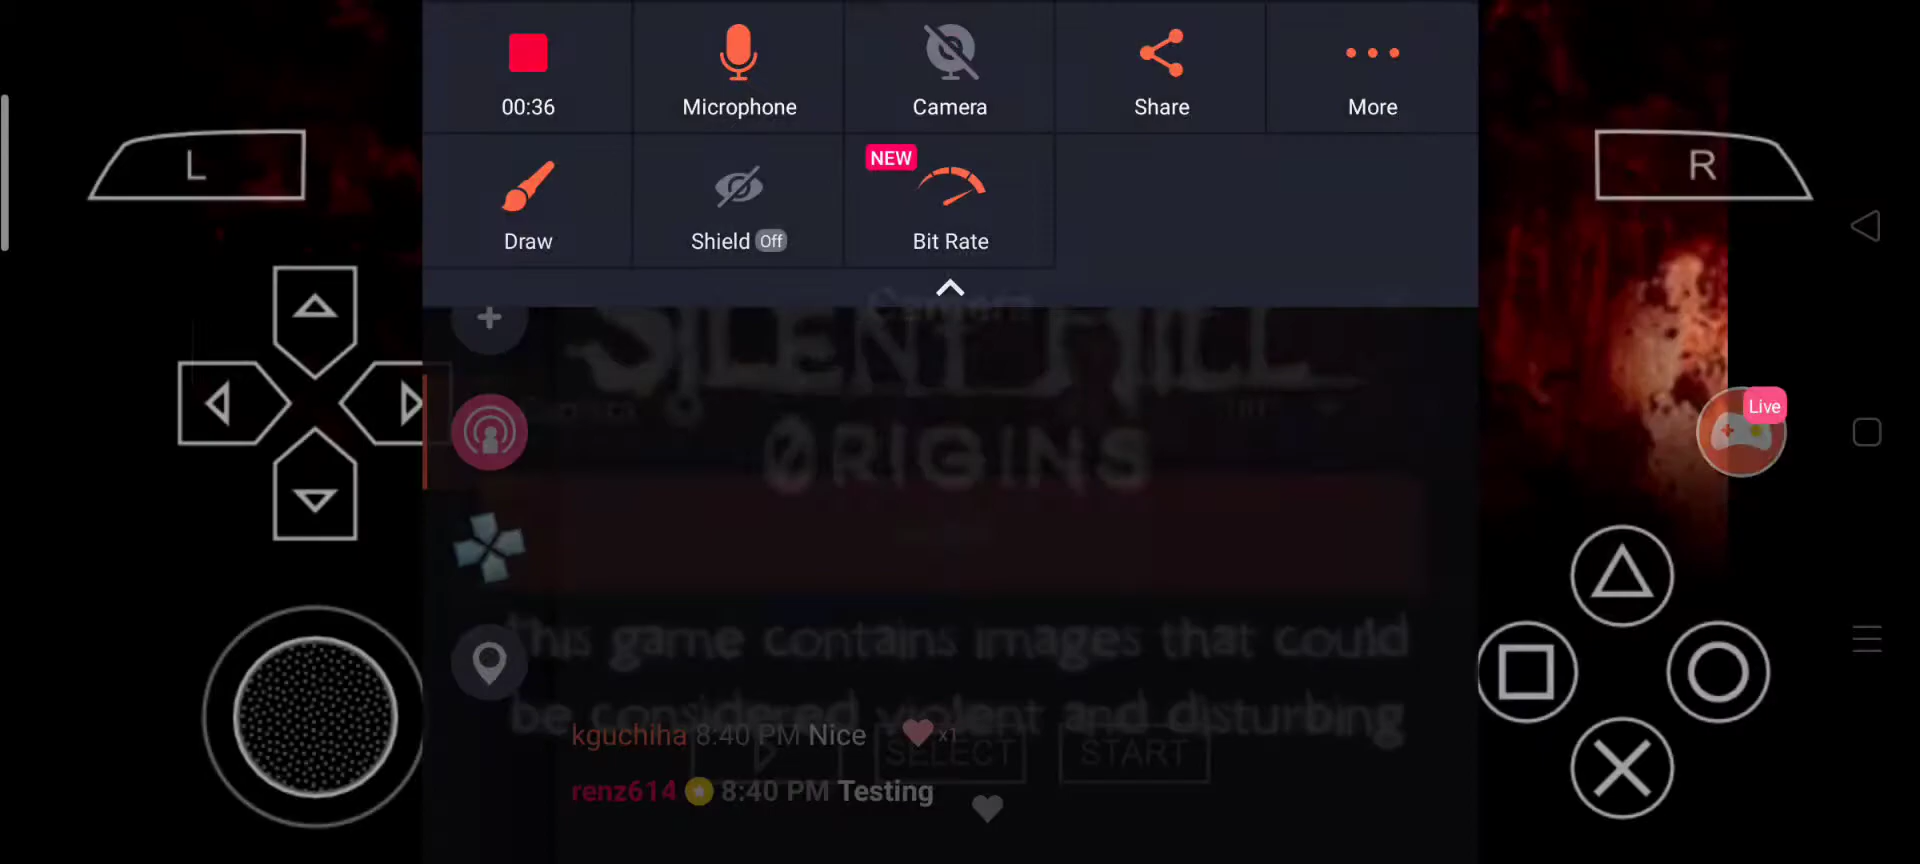 00:36
Microphone
Camera
Share
More
NEW
Draw
Shield Off
Bit Rate
L
R
Camera
SILENT HILL
0RIGINS
Live
This game contains images that could
be considered violent and disturbing
kguchiha 8:40 PM Nice
x1
SELECT
START
renz614 8:40 PM Testing